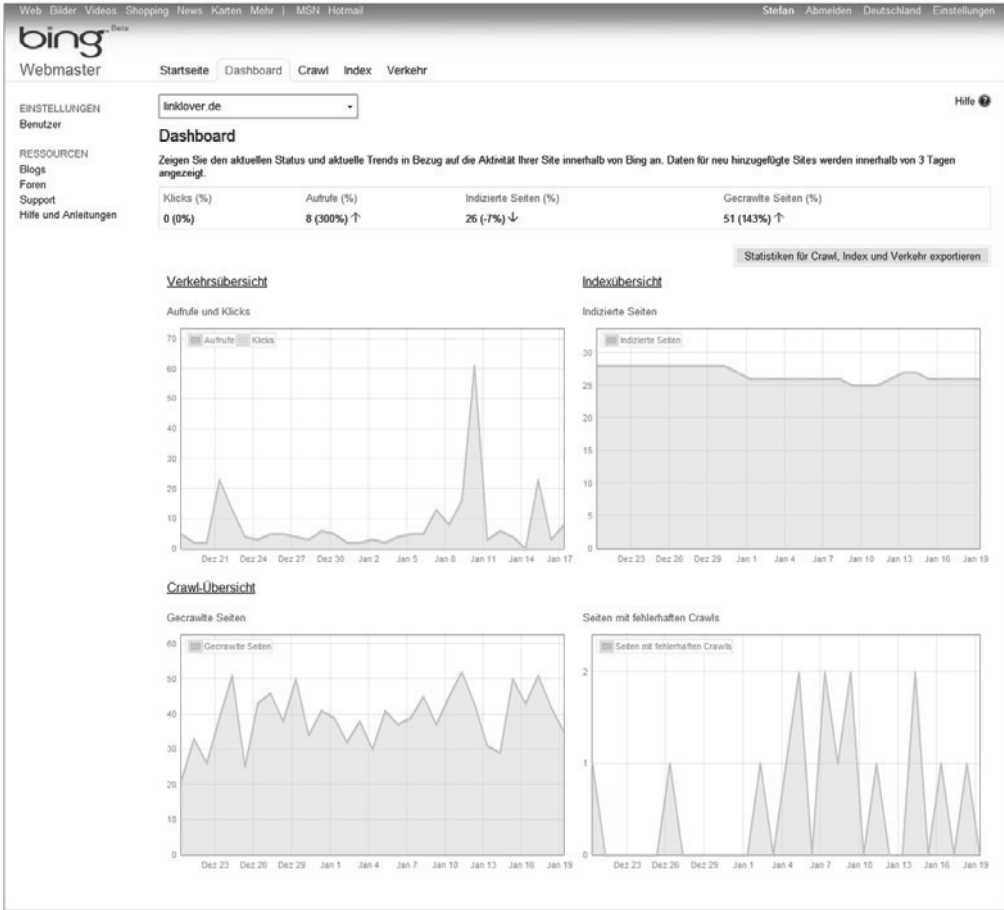 Web Bilder Videos Shopping News Karten Mehr | MSN Hotmail
Stefan Abmelden Deutschland Einstellungen
bing Beta
Webmaster
Startseite Dashboard Crawl Index Verkehr
EINSTELLUNGEN
Benutzer
RESSOURCEN
Blogs
Foren
Support
Hilfe und Anleitungen
linklover.de
Hilfe ?
Dashboard
Zeigen Sie den aktuellen Status und aktuelle Trends in Bezug auf die Aktivität Ihrer Site innerhalb von Bing an. Daten für neu hinzugefügte Sites werden innerhalb von 3 Tagen
angezeigt.
Klicks (%) Aufrufe (%) Indizierte Seiten (%) Gecrawlte Seiten (%)
0 (0%) 8 (300%) ↑ 26 (-7%) ↓ 51 (143%) ↑
Statistiken für Crawl, Index und Verkehr exportieren
Verkehrsübersicht
Aufrufe und Klicks
Aufrufe Klicks
70
60
50
40
30
20
10
0
Dez 21 Dez 24 Dez 27 Dez 30 Jan 2 Jan 5 Jan 8 Jan 11 Jan 14 Jan 17
Indexübersicht
Indizierte Seiten
Indizierte Seiten
30
25
20
15
10
5
0
Dez 23 Dez 26 Dez 29 Jan 1 Jan 4 Jan 7 Jan 10 Jan 13 Jan 16 Jan 19
Crawl-Übersicht
Gecrawlte Seiten
Gecrawlte Seiten
60
50
40
30
20
10
0
Dez 23 Dez 26 Dez 29 Jan 1 Jan 4 Jan 7 Jan 10 Jan 13 Jan 16 Jan 19
Seiten mit fehlerhaften Crawls
Seiten mit fehlerhaften Crawls
2
1
0
Dez 23 Dez 26 Dez 29 Jan 1 Jan 4 Jan 7 Jan 10 Jan 13 Jan 16 Jan 19